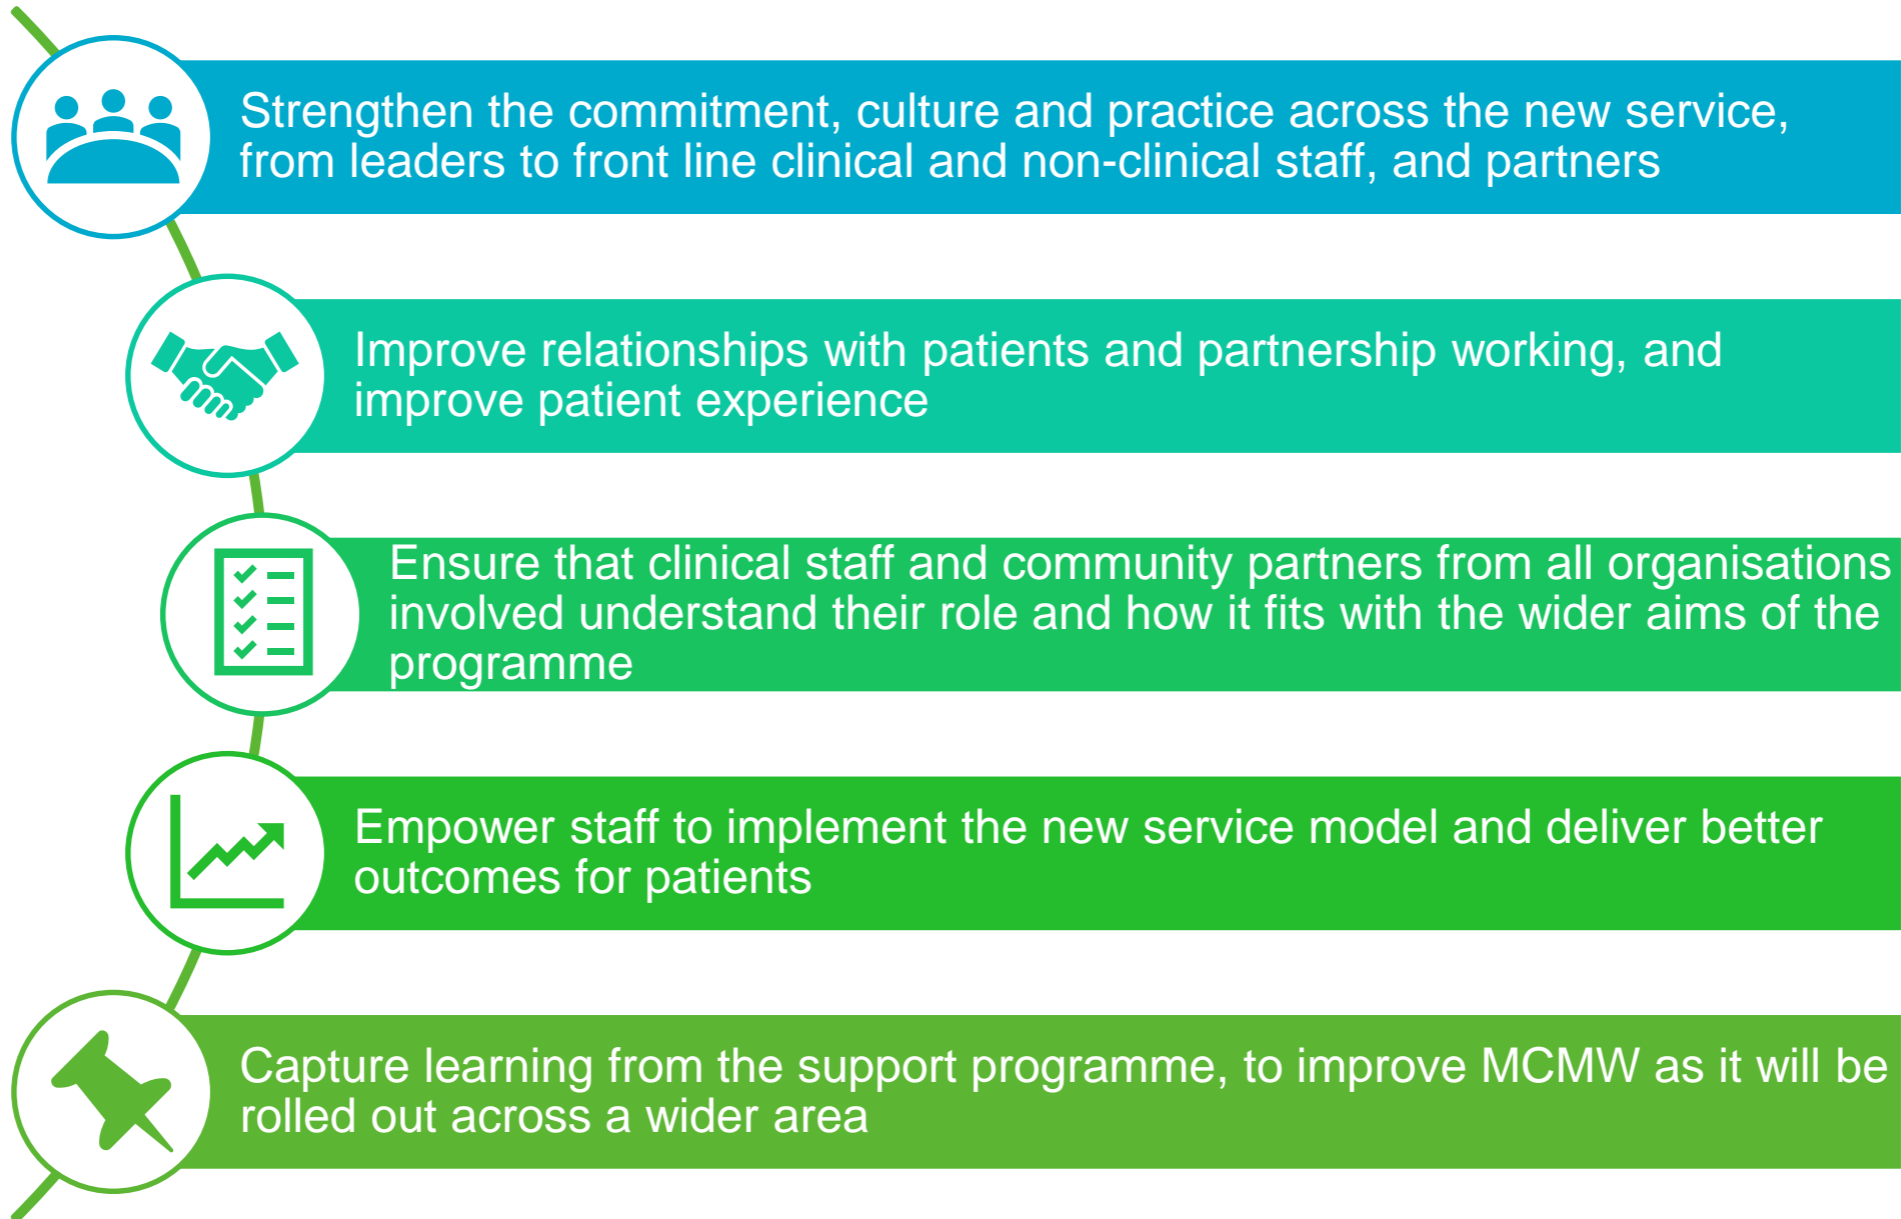 Strengthen the commitment, culture and practice across the new service,
from leaders to front line clinical and non-clinical staff, and partners
Improve relationships with patients and partnership working, and
improve patient experience
Ensure that clinical staff and community partners from all organisations
involved understand their role and how it fits with the wider aims of the
programme
Empower staff to implement the new service model and deliver better
outcomes for patients
Capture learning from the support programme, to improve MCMW as it will be
rolled out across a wider area